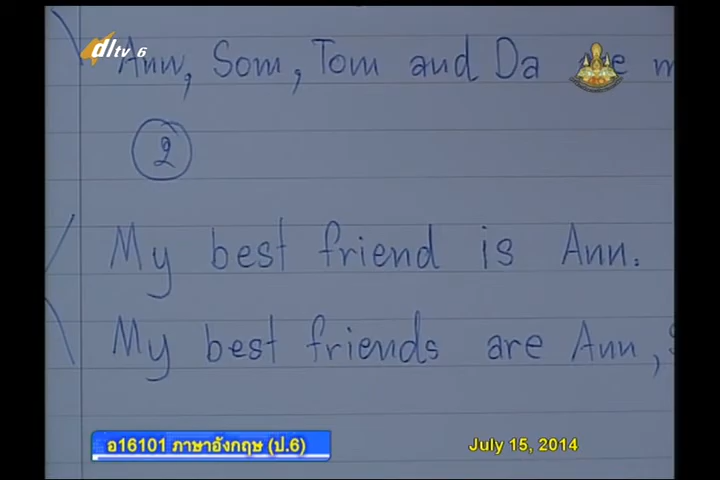 dltv 6
Ann, Som, Tom and Da are m
2
My best friend is Ann.
My best friends are Ann, S
อ16101 ภาษาอังกฤษ (ป.6)
July 15, 2014